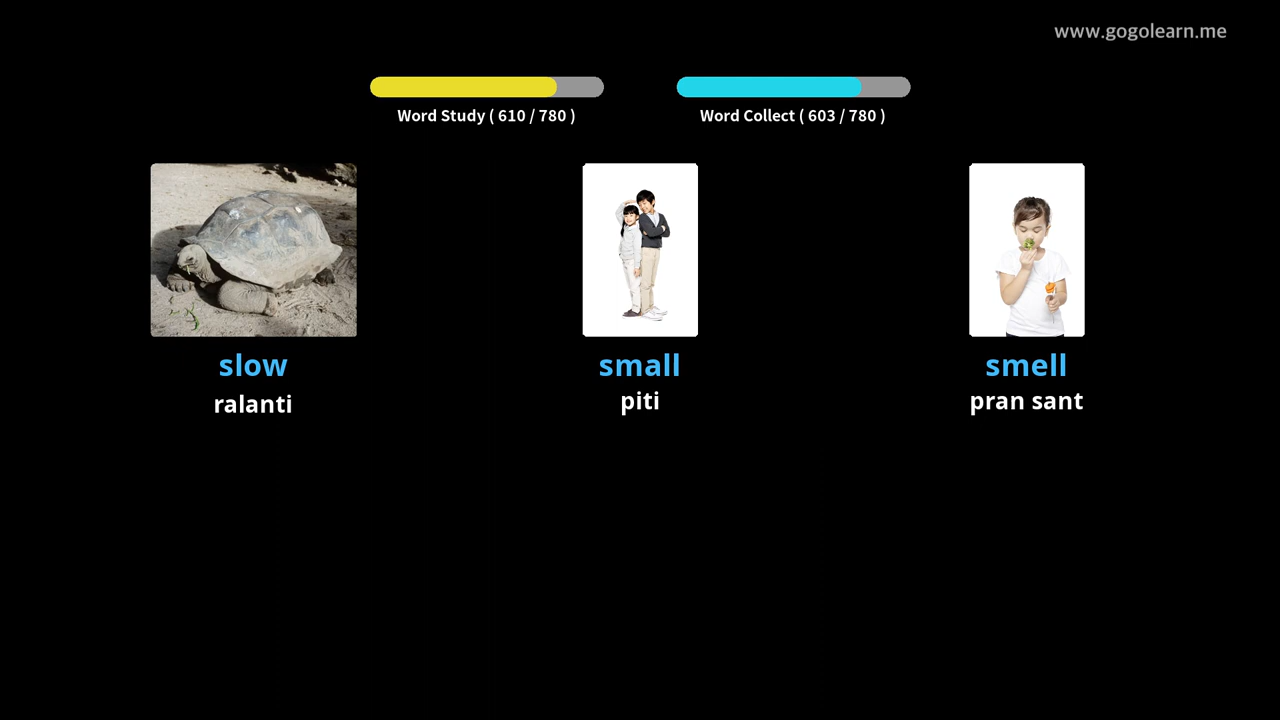 www.gogolearn.me
Word Study ( 610 / 780 )
Word Collect ( 603 / 780 )
slow
ralanti
small
piti
smell
pran sant